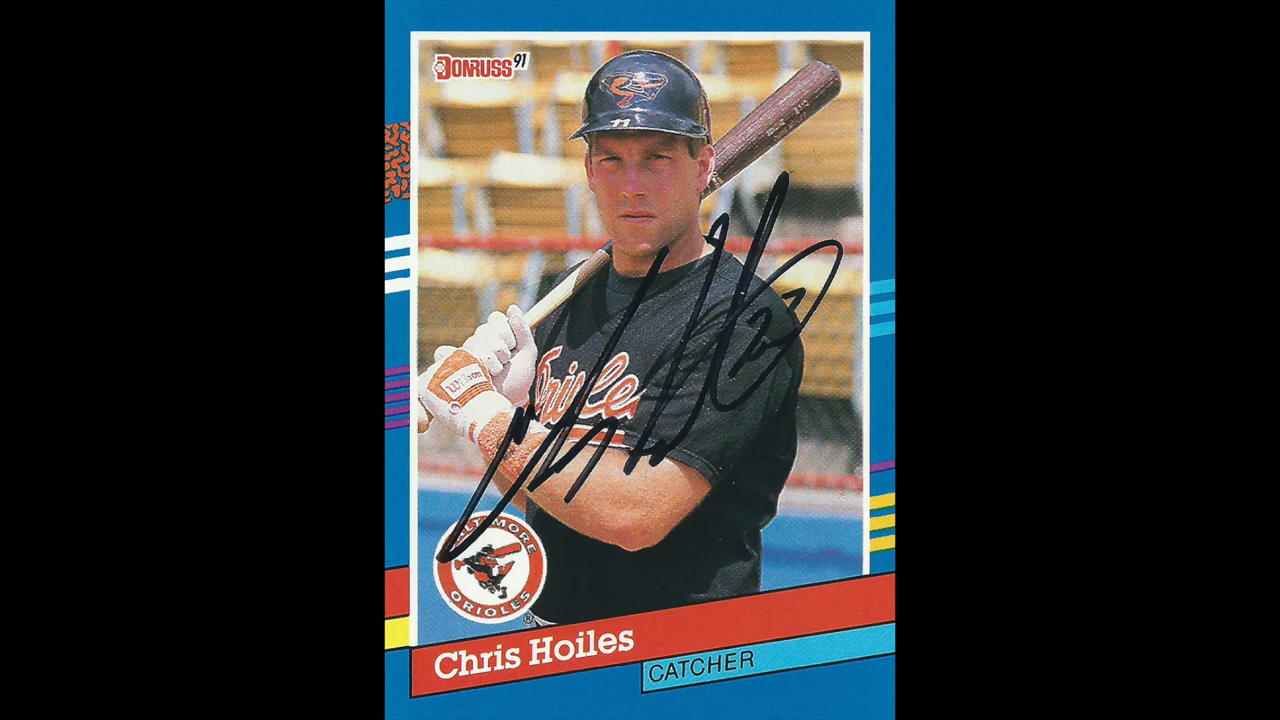 DONRUSS 91
Wilson
Orioles
BALTIMORE
ORIOLES
®
Chris Hoiles
CATCHER